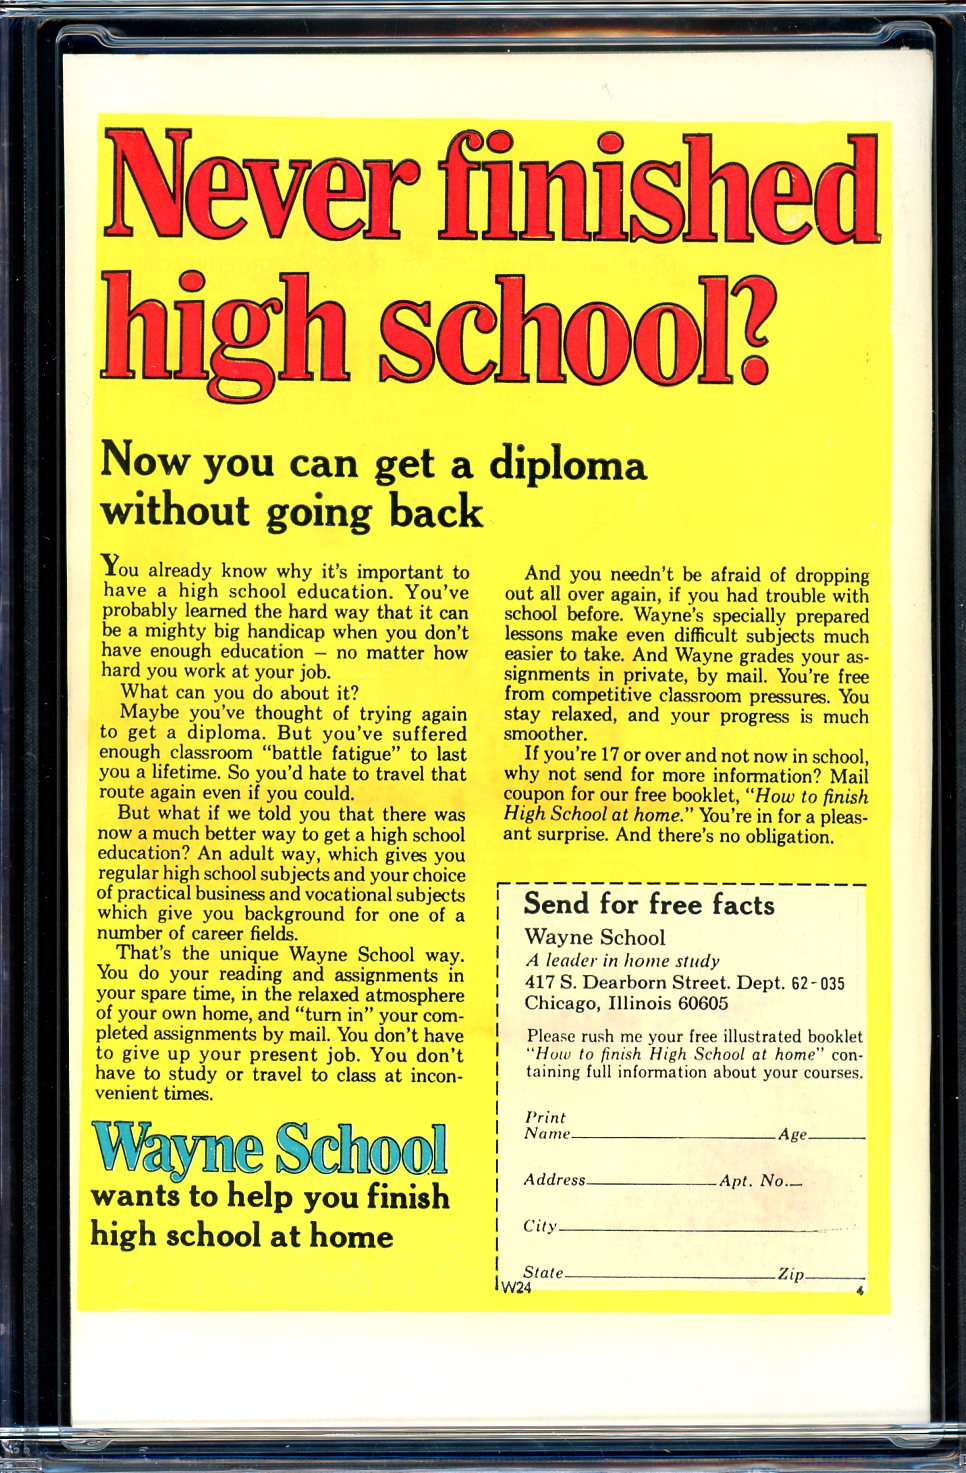 Never finished
high school?
Now you can get a diploma
without going back
You already know why it's important to
have a high school education. You've
probably learned the hard way that it can
be a mighty big handicap when you don't
have enough education — no matter how
hard you work at your job.
What can you do about it?
Maybe you've thought of trying again
to get a diploma. But you've suffered
enough classroom "battle fatigue" to last
you a lifetime. So you'd hate to travel that
route again even if you could.
But what if we told you that there was
now a much better way to get a high school
education? An adult way, which gives you
regular high school subjects and your choice
of practical business and vocational subjects
which give you background for one of a
number of career fields.
That's the unique Wayne School way.
You do your reading and assignments in
your spare time, in the relaxed atmosphere
of your own home, and "turn in" your com-
pleted assignments by mail. You don't have
to give up your present job. You don't
have to study or travel to class at incon-
venient times.
Wayne School
wants to help you finish
high school at home
And you needn't be afraid of dropping
out all over again, if you had trouble with
school before. Wayne's specially prepared
lessons make even difficult subjects much
easier to take. And Wayne grades your as-
signments in private, by mail. You're free
from competitive classroom pressures. You
stay relaxed, and your progress is much
smoother.
If you're 17 or over and not now in school,
why not send for more information? Mail
coupon for our free booklet, "How to finish
High School at home." You're in for a pleas-
ant surprise. And there's no obligation.
Send for free facts
Wayne School
A leader in home study
417 S. Dearborn Street. Dept. 62-035
Chicago, Illinois 60605
Please rush me your free illustrated booklet
"How to finish High School at home" con-
taining full information about your courses.
Print
Name Age
Address Apt. No.
City
State Zip
W24 4